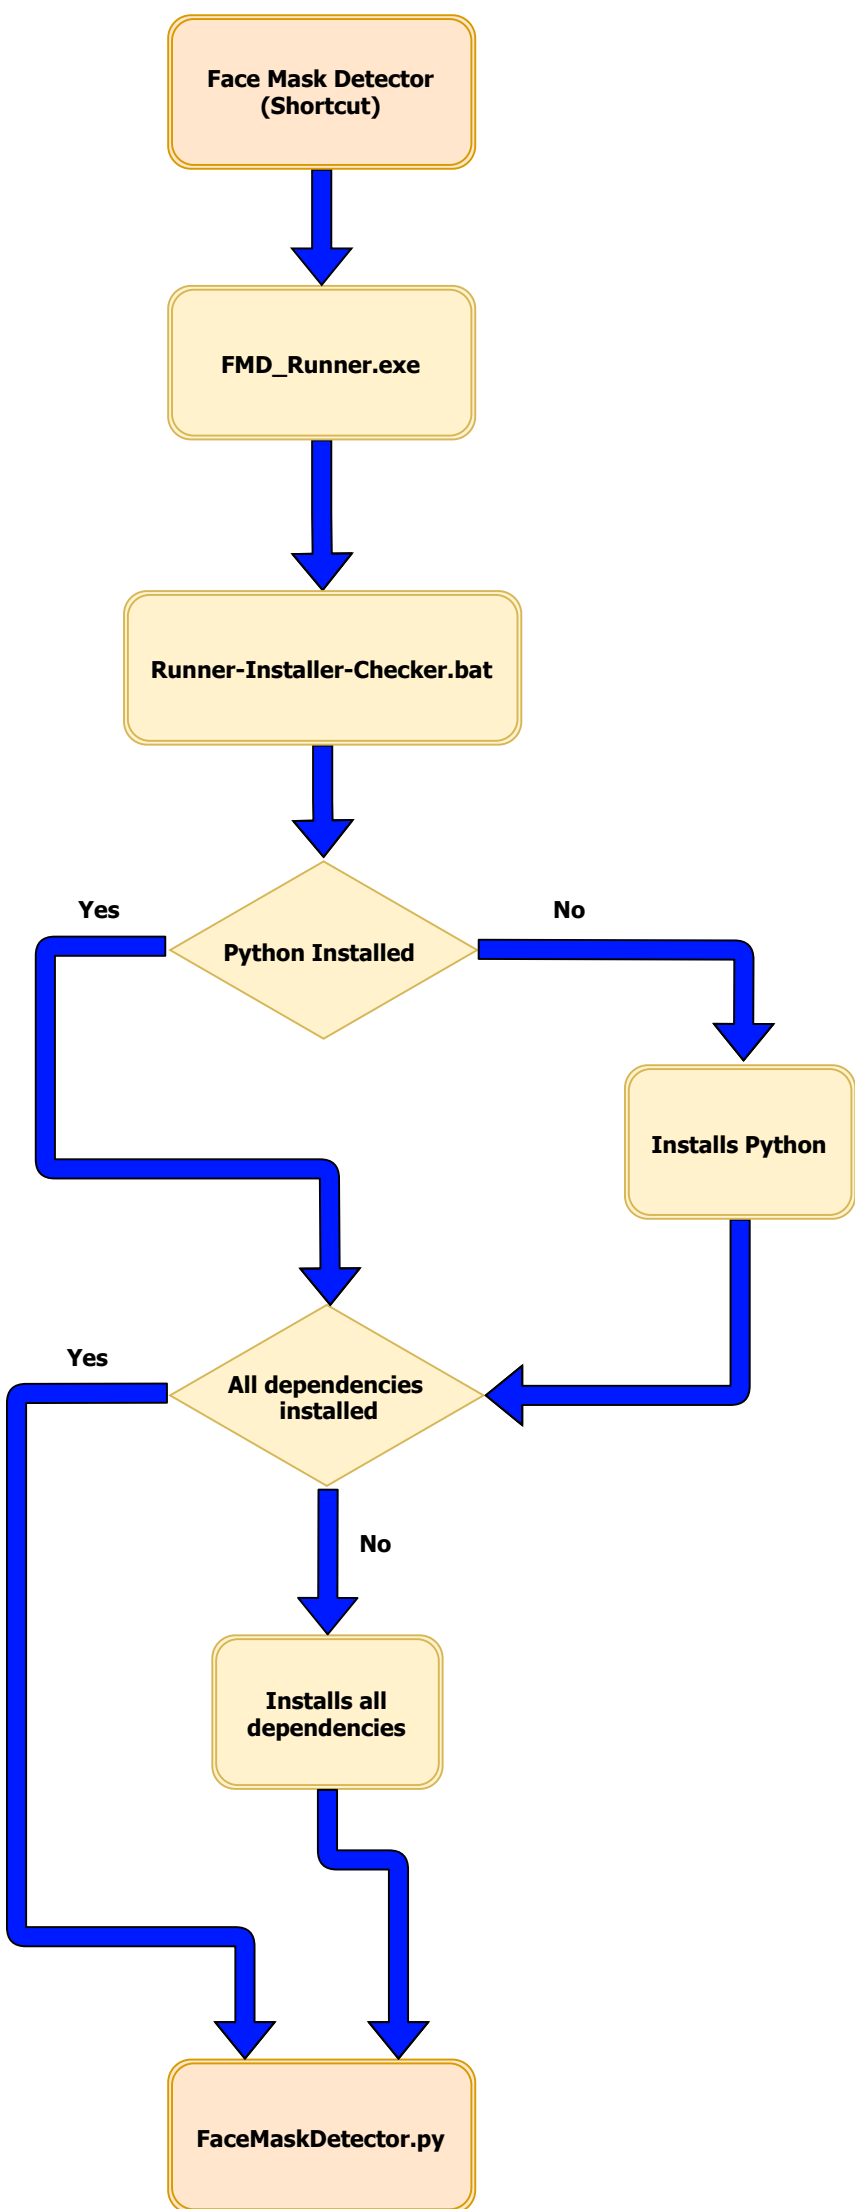 Face Mask Detector
(Shortcut)
FMD_Runner.exe
Runner-Installer-Checker.bat
Yes
No
Python Installed
Installs Python
Yes
All dependencies
installed
No
Installs all
dependencies
FaceMaskDetector.py